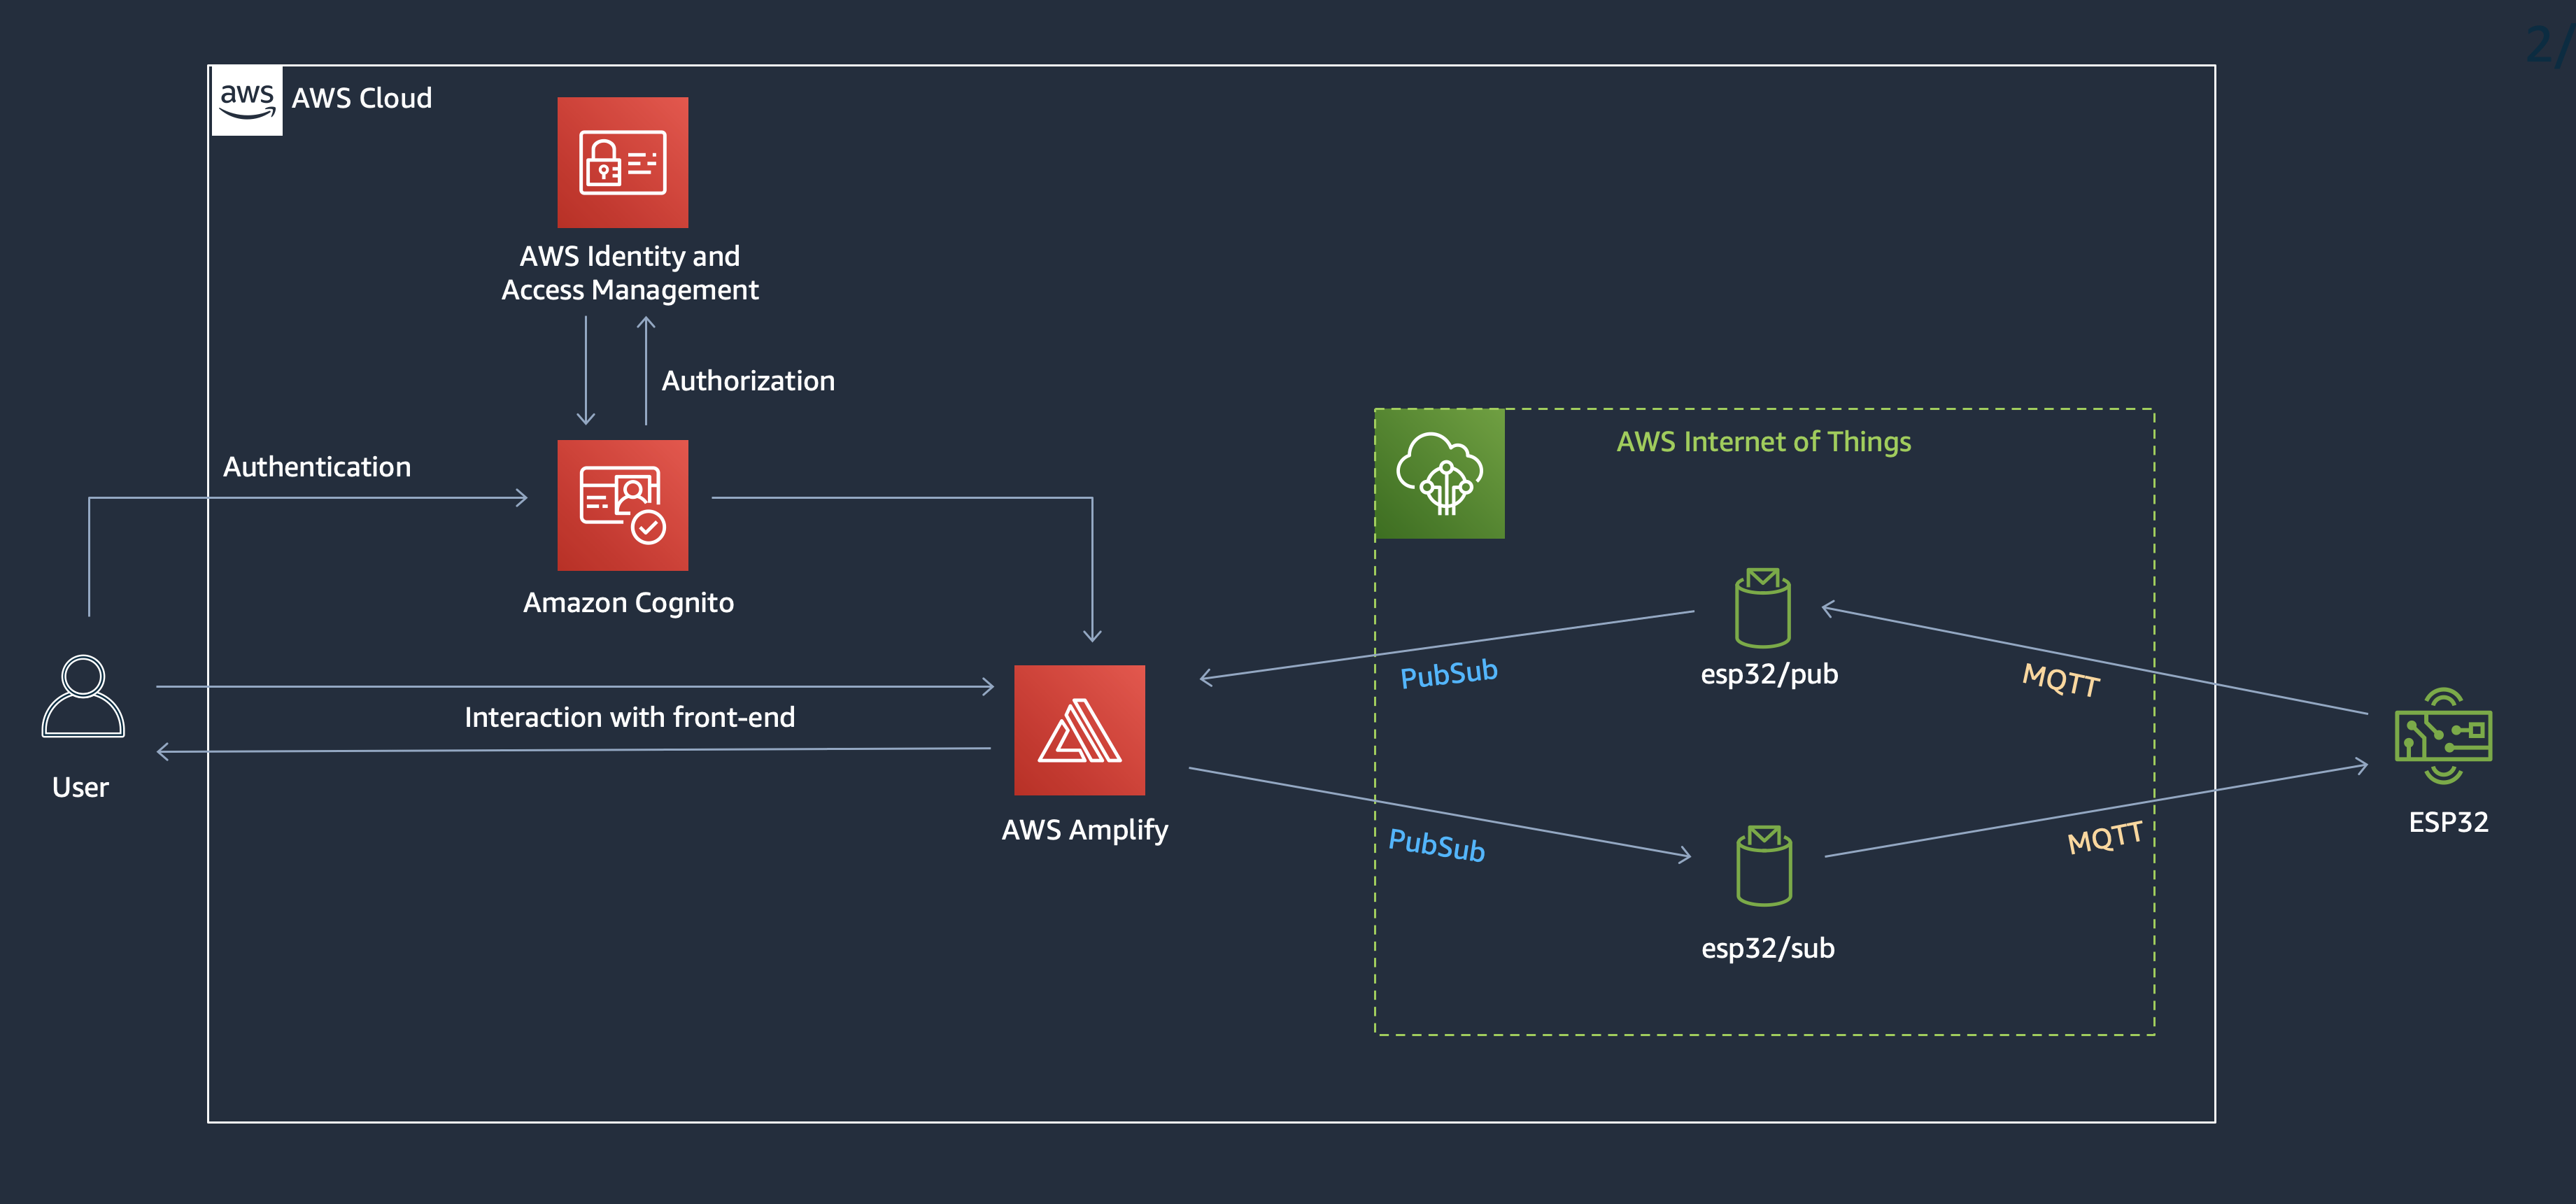 2/
aws
AWS Cloud
AWS Identity and
Access Management
Authorization
Authentication
Amazon Cognito
AWS Internet of Things
esp32/pub
PubSub
MQTT
Interaction with front-end
User
AWS Amplify
PubSub
MQTT
ESP32
esp32/sub